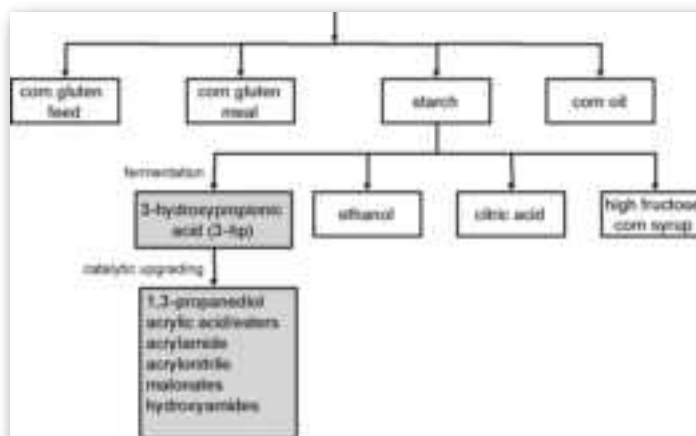 corn gluten
feed
corn gluten
meal
starch
corn oil
fermentation
3-hydroxypropionic
acid (3-hp)
ethanol
citric acid
high fructose
corn syrup
catalytic upgrading
1,3-propanediol
acrylic acid/esters
acrylamide
acrylonitrile
malonates
hydroxyamides